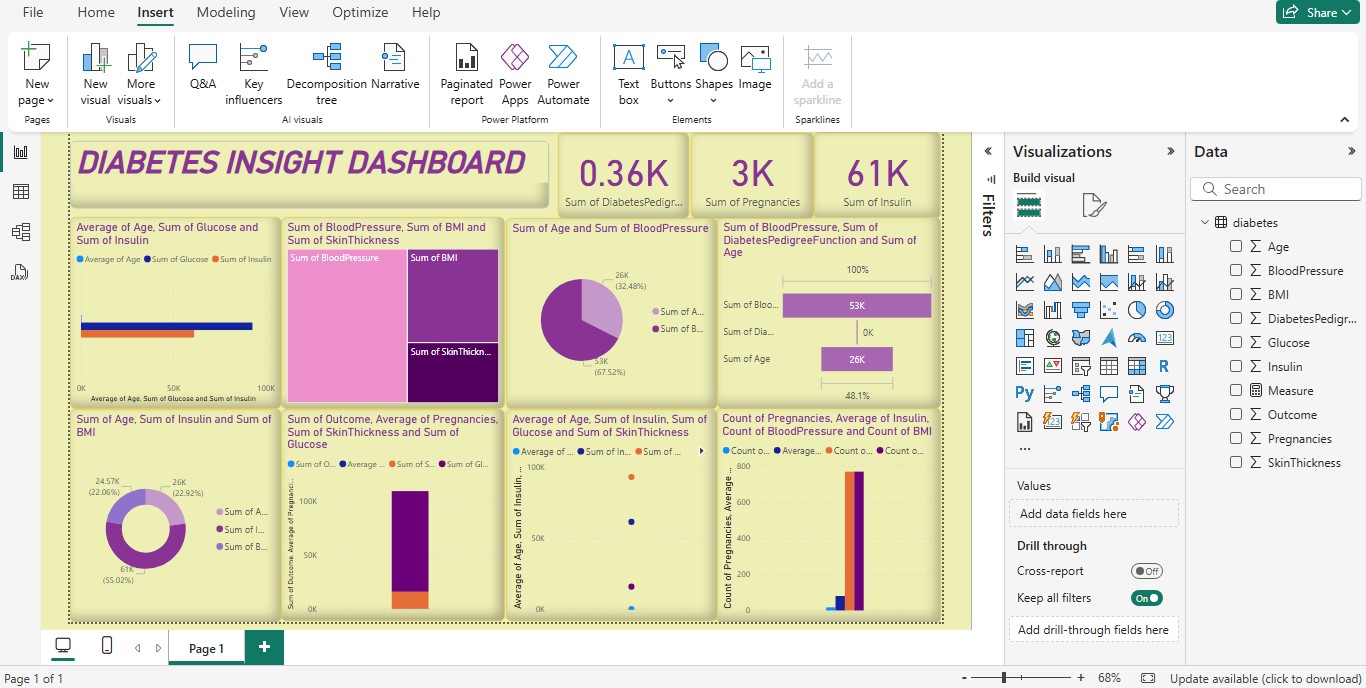 File Home Insert Modeling View Optimize Help
Share
New page
Pages
New visual
More visuals
Visuals
Q&A
Key influencers
Decomposition tree
Narrative
AI visuals
Paginated report
Power Apps
Power Automate
Power Platform
Text box
Buttons
Shapes
Image
Elements
Add a sparkline
Sparklines
DIABETES INSIGHT DASHBOARD
0.36K
Sum of DiabetesPedigr...
3K
Sum of Pregnancies
61K
Sum of Insulin
Average of Age, Sum of Glucose and
Sum of Insulin
Average of Age Sum of Glucose Sum of Insulin
0K 50K 100K
Average of Age, Sum of Glucose and Sum of Insulin
Sum of BloodPressure, Sum of BMI and
Sum of SkinThickness
Sum of BloodPressure
Sum of BMI
Sum of SkinThickn...
Sum of Age and Sum of BloodPressure
26K
(32.48%)
Sum of A...
Sum of B...
53K
(67.52%)
Sum of BloodPressure, Sum of
DiabetesPedigreeFunction and Sum of
Age
100%
Sum of Bloo... 53K
Sum of Dia... 0K
Sum of Age 26K
48.1%
Sum of Age, Sum of Insulin and Sum of
BMI
24.57K
(22.06%)
26K
(22.92%)
Sum of A...
Sum of I...
Sum of B...
61K
(55.02%)
Sum of Outcome, Average of Pregnancies,
Sum of SkinThickness and Sum of
Glucose
Sum of O... Average ... Sum of S... Sum of Gl...
Sum of Outcome, Average of Pregnanci...
100K
50K
0K
Average of Age, Sum of Insulin, Sum of
Glucose and Sum of SkinThickness
Average of ... Sum of In... Sum of ...
Average of Age, Sum of Insulin, ...
100K
50K
0K
Count of Pregnancies, Average of Insulin,
Count of BloodPressure and Count of BMI
Count o... Average... Count o... Count o...
Count of Pregnancies, Average ...
800
600
400
200
0
Filters
Visualizations
Build visual
123
R
Py
123
...
Values
Add data fields here
Drill through
Cross-report Off
Keep all filters On
Add drill-through fields here
Data
Search
diabetes
Age
BloodPressure
BMI
DiabetesPedigr...
Glucose
Insulin
Measure
Outcome
Pregnancies
SkinThickness
DAX
Page 1
+
Page 1 of 1
- + 68%
Update available (click to download)